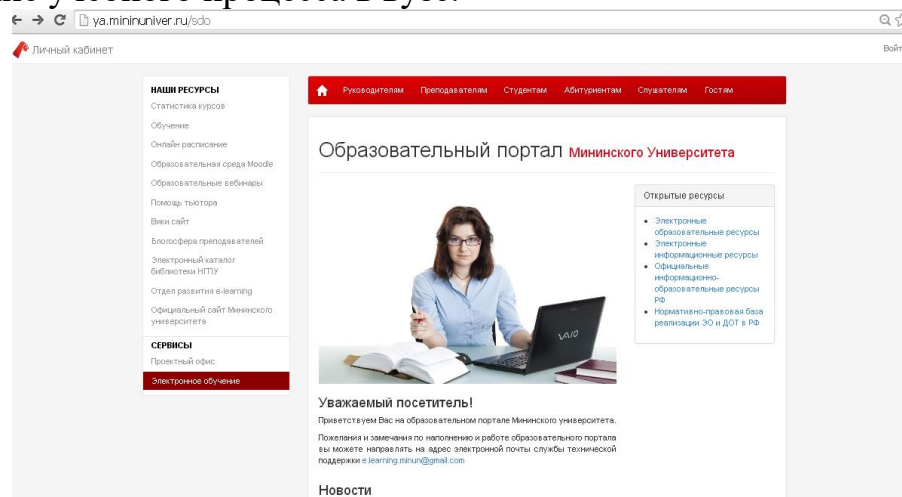 ние учебного процесса в вузе.
ya.mininuniver.ru/sdo
Личный кабинет
Войт
НАШИ РЕСУРСЫ
Статистика курсов
Обучение
Онлайн расписание
Образовательная среда Moodle
Образовательные вебинары
Помощь тьютора
Вики сайт
Блогосфера преподавателей
Электронный каталог
библиотеки НГПУ
Отдел развития e-learning
Официальный сайт Мининского
университета
СЕРВИСЫ
Проектный офис
Электронное обучение
Руководителям Преподавателям Студентам Абитуриентам Слушателям Гостям
Образовательный портал Мининского Университета
VAIO
Открытые ресурсы
Электронные
образовательные ресурсы
Электронные
информационные ресурсы
Официальные
информационно-
образовательные ресурсы
РФ
Нормативно-правовая база
реализации ЭО и ДОТ в РФ
Уважаемый посетитель!
Приветствуем Вас на образовательном портале Мининского университета.
Пожелания и замечания по наполнению и работе образовательного портала
вы можете направлять на адрес электронной почты службы технической
поддержки e.learning.minun@gmail.com
Новости